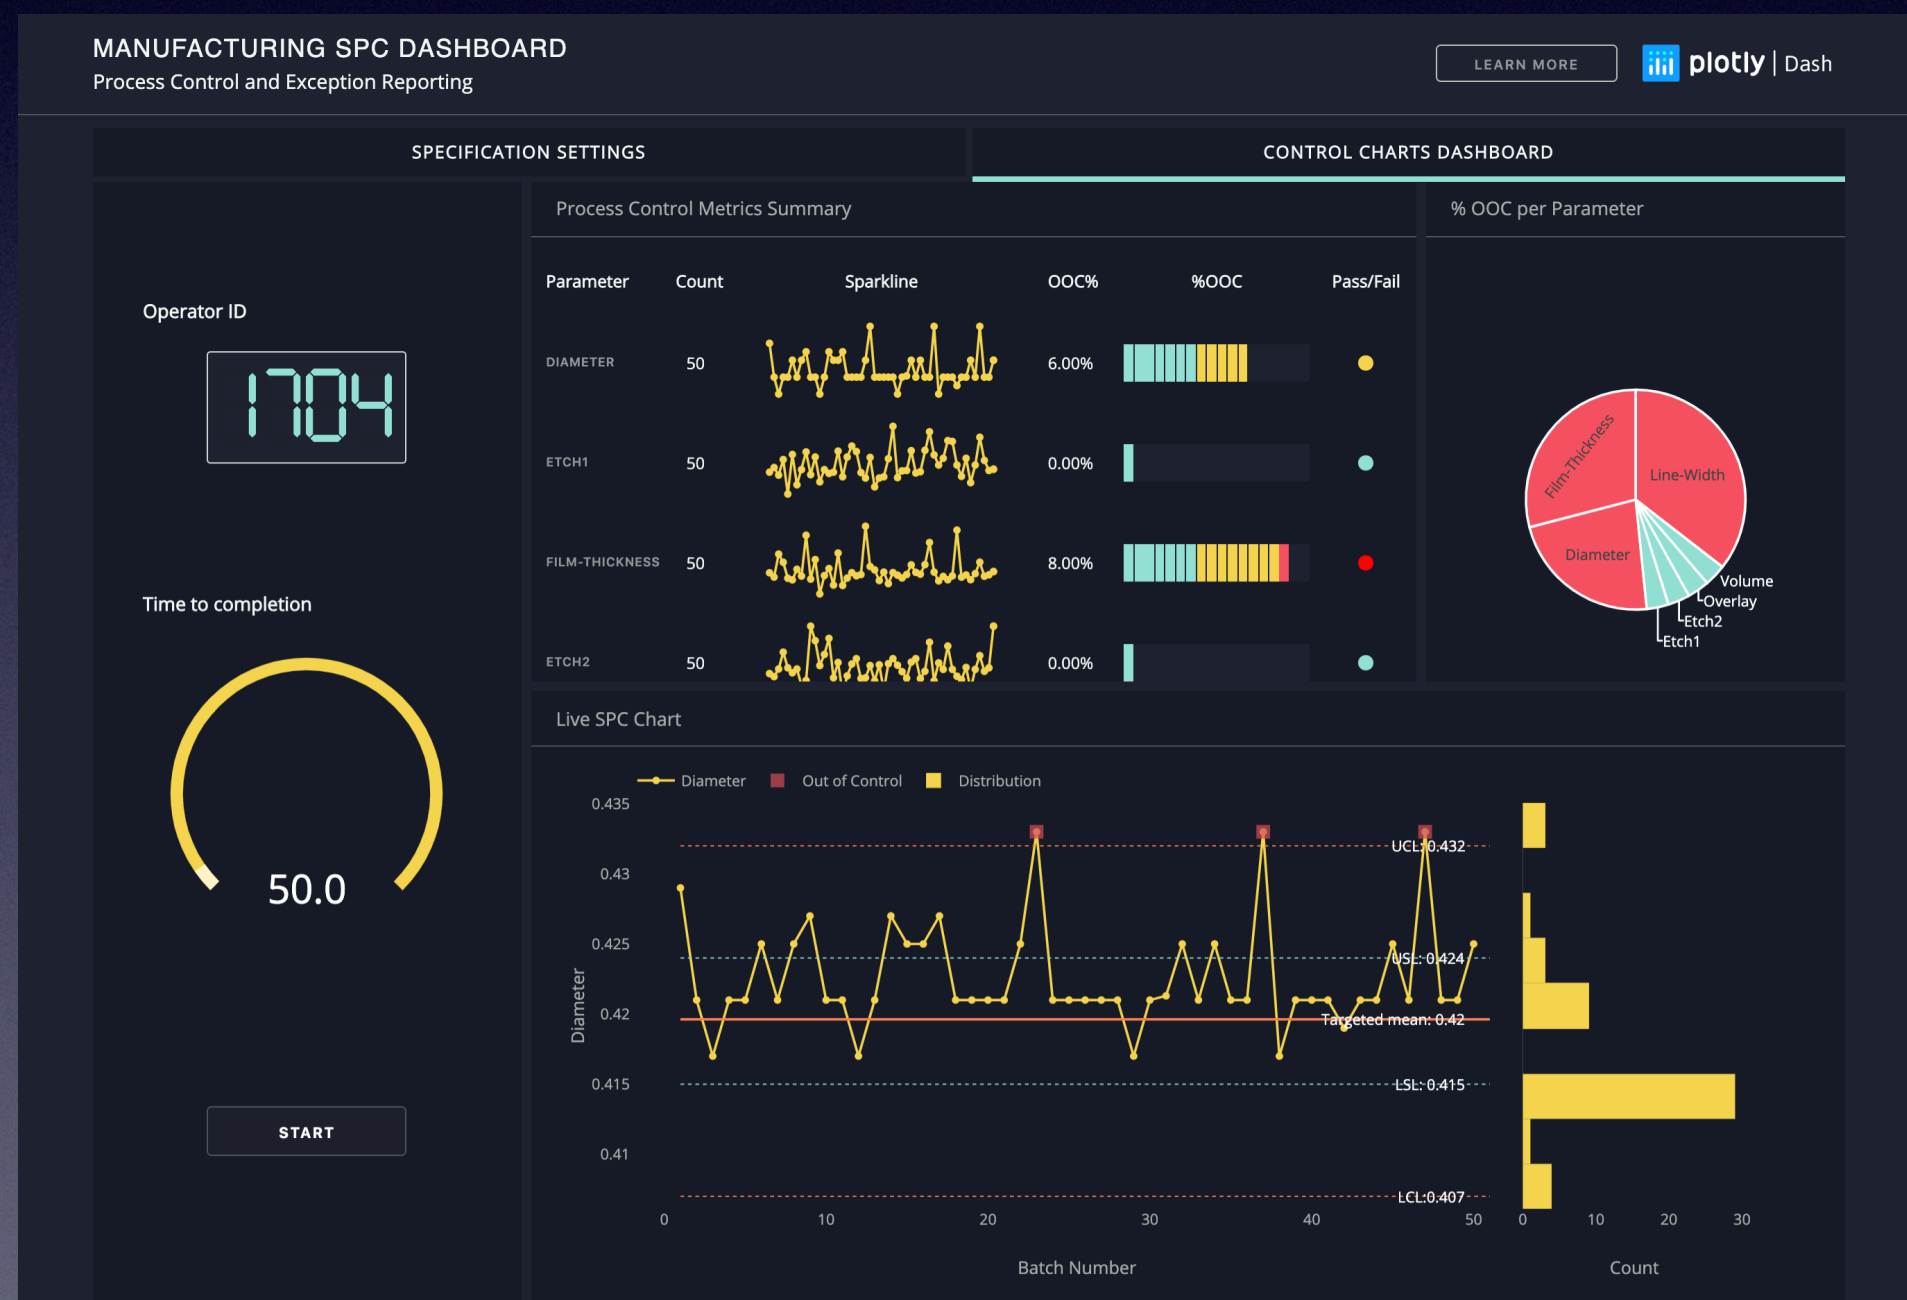 MANUFACTURING SPC DASHBOARD
Process Control and Exception Reporting
LEARN MORE
plotly | Dash
SPECIFICATION SETTINGS
CONTROL CHARTS DASHBOARD
Operator ID
1704
Time to completion
50.0
START
Process Control Metrics Summary
Parameter Count Sparkline OOC% %OOC Pass/Fail
DIAMETER 50 6.00%
ETCH1 50 0.00%
FILM-THICKNESS 50 8.00%
ETCH2 50 0.00%
% OOC per Parameter
Film-Thickness
Line-Width
Diameter
Volume
Overlay
Etch2
Etch1
Live SPC Chart
Diameter Out of Control Distribution
0.435
0.43
0.425
0.42
0.415
0.41
Diameter
UCL: 0.432
USL: 0.424
Targeted mean: 0.42
LSL: 0.415
LCL:0.407
0 10 20 30 40 50
Batch Number
0 10 20 30
Count